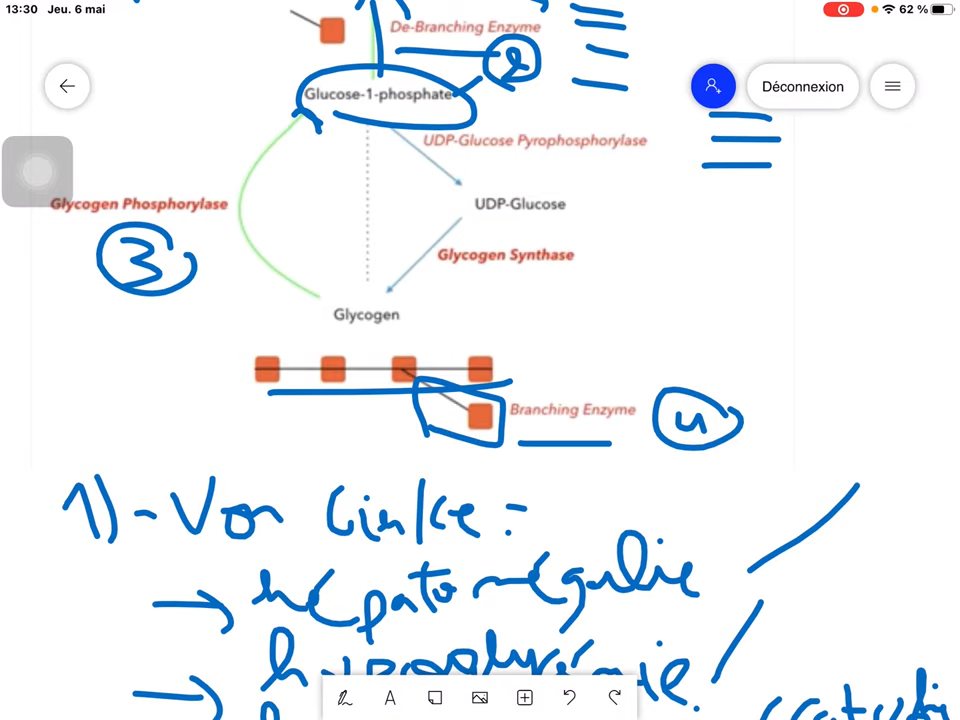 13:30 Jeu. 6 mai
62 %
De-Branching Enzyme
2
Glucose-1-phosphate
Déconnexion
UDP-Glucose Pyrophosphorylase
Glycogen Phosphorylase
UDP-Glucose
3
Glycogen Synthase
Glycogen
Branching Enzyme
4
1)- Von Gierke :
→ hépatomégalie
→ hypoglycémie
A